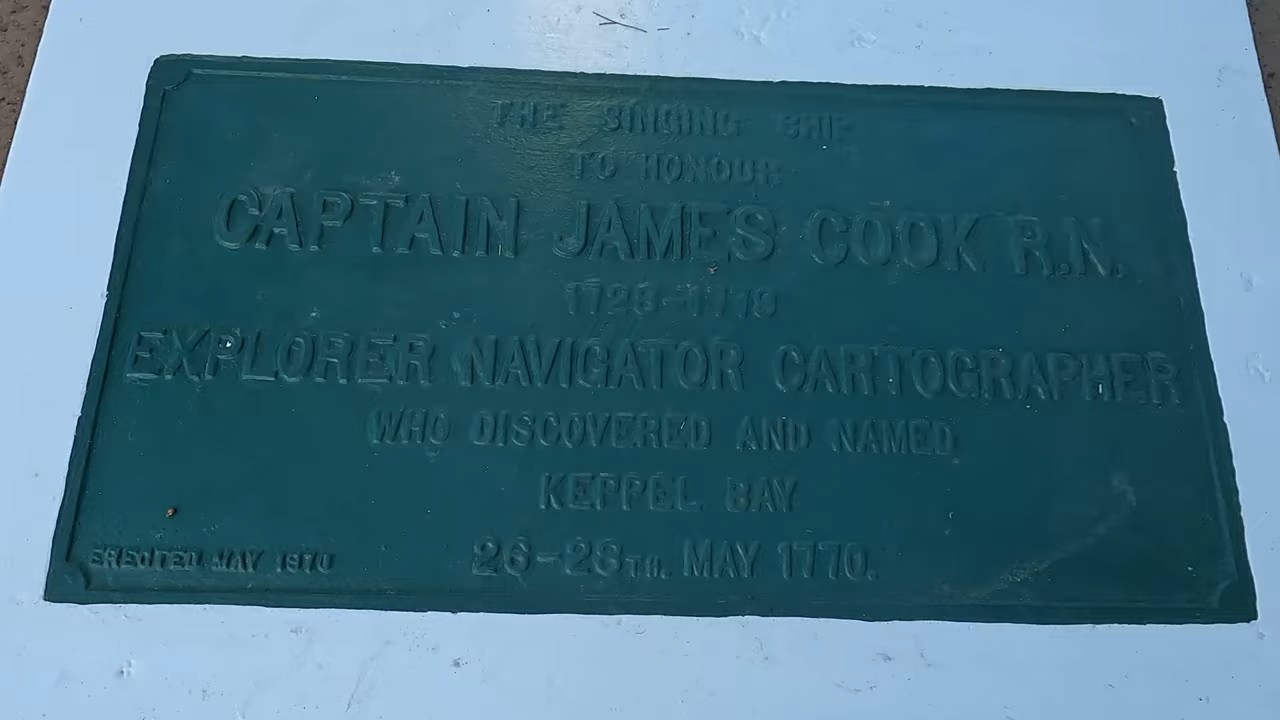 THE SINGING SHIP
TO HONOUR
CAPTAIN JAMES COOK R.N.
1728-1779
EXPLORER NAVIGATOR CARTOGRAPHER
WHO DISCOVERED AND NAMED
KEPPEL BAY
26-28TH. MAY 1770.
ERECTED MAY 1970